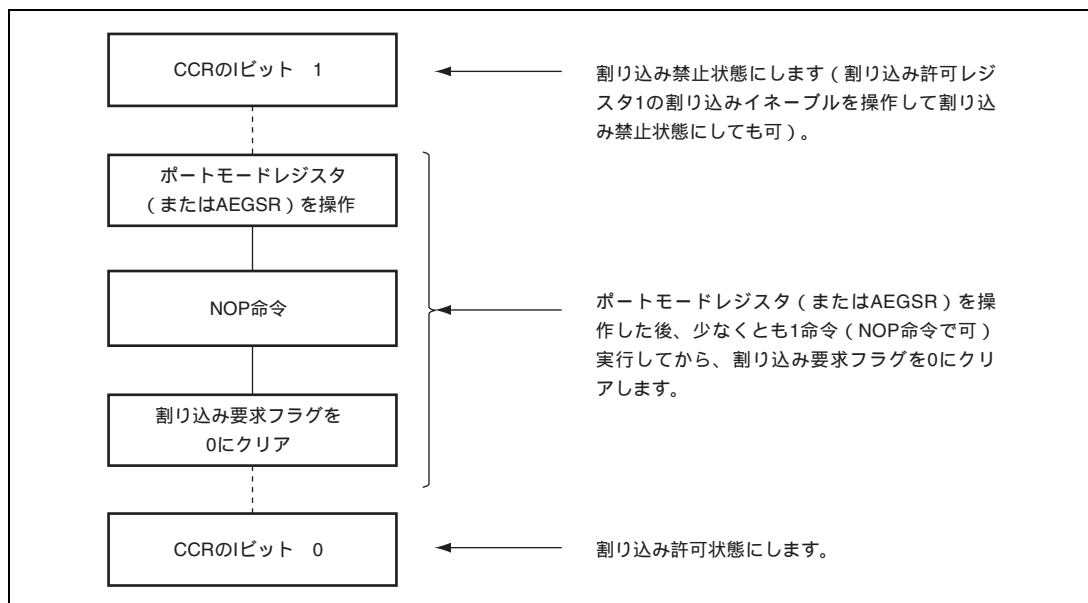 CCRのIビット　1
割り込み禁止状態にします（割り込み許可レジ
スタ1の割り込みイネーブルを操作して割り込
み禁止状態にしても可）。
ポートモードレジスタ
（またはAEGSR）を操作
NOP命令
ポートモードレジスタ（またはAEGSR）を操
作した後、少なくとも1命令（NOP命令で可）
実行してから、割り込み要求フラグを0にクリ
アします。
割り込み要求フラグを
0にクリア
CCRのIビット　0
割り込み許可状態にします。